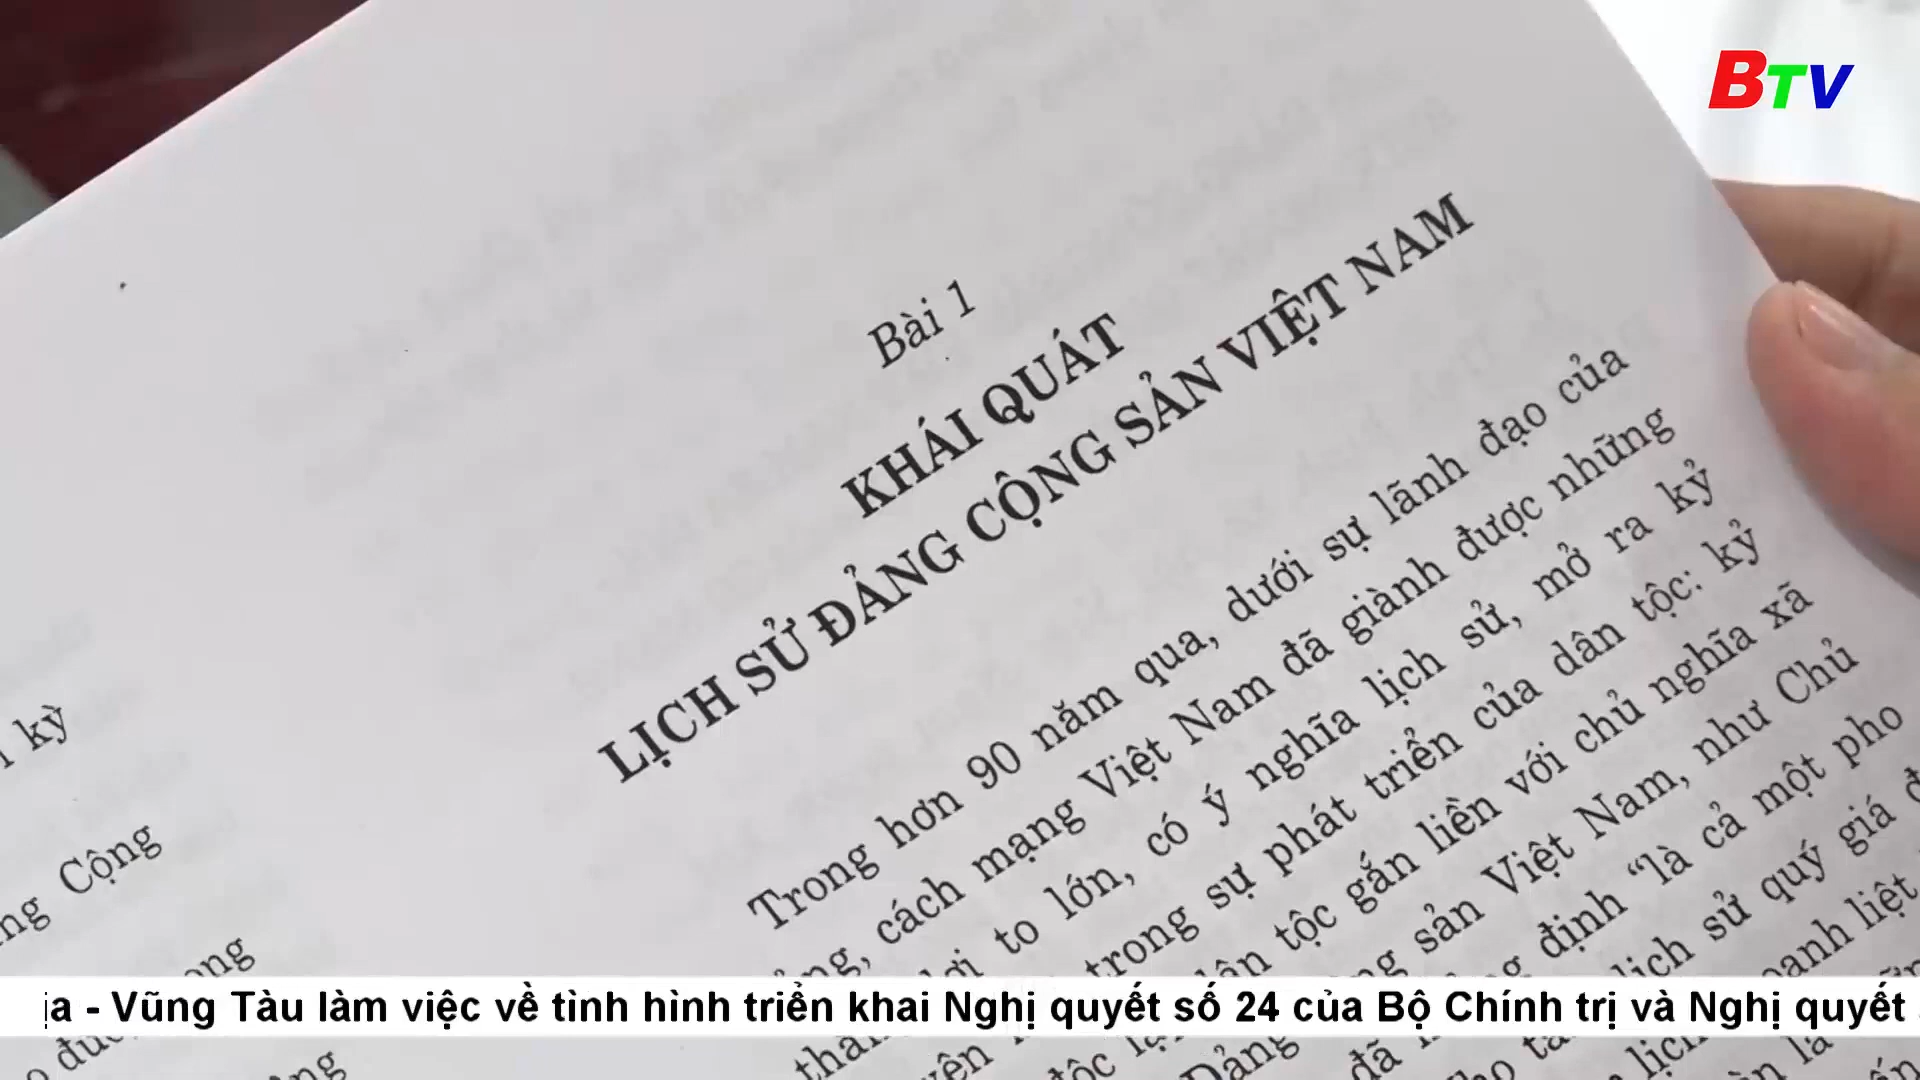 BTV
Bài 1
KHÁI QUÁT
LỊCH SỬ ĐẢNG CỘNG SẢN VIỆT NAM
Trong hơn 90 năm qua, dưới sự lãnh đạo của
cách mạng Việt Nam đã giành được những
to lớn, có ý nghĩa lịch sử, mở ra kỷ
trong sự phát triển của dân tộc: kỷ
tộc gắn liền với chủ nghĩa xã
sản Việt Nam, như Chủ
định “là cả một pho
lịch sử quý giá
liệt
kỳ
Cộng
- Vũng Tàu làm việc về tình hình triển khai Nghị quyết số 24 của Bộ Chính trị và Nghị quyết